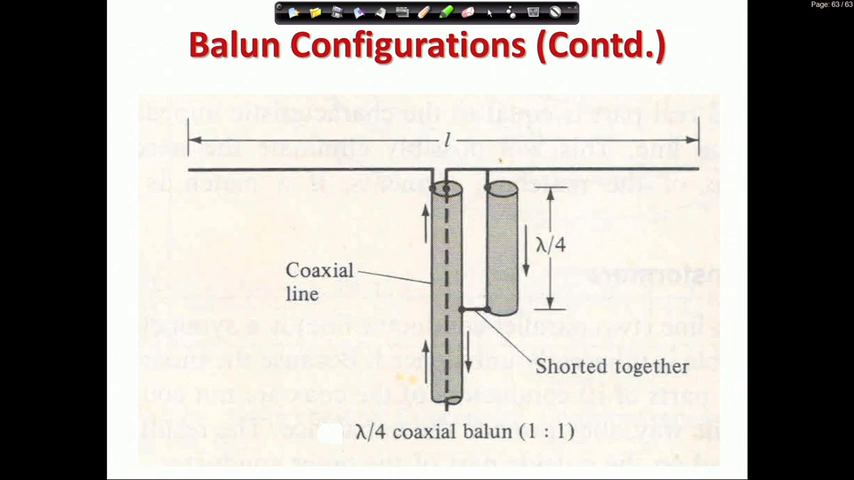 Page: 63 / 63
Balun Configurations (Contd.)
l
λ/4
Coaxial
line
Shorted together
λ/4 coaxial balun (1 : 1)